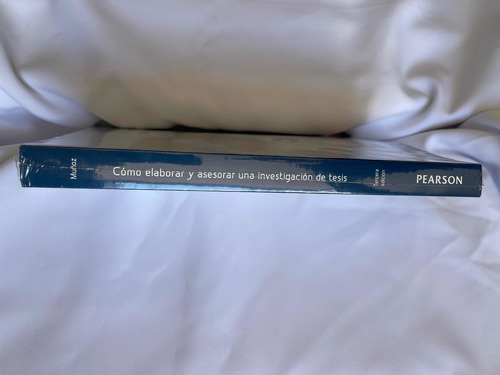 Muñoz
Cómo elaborar y asesorar una investigación de tesis
Tercera
edición
PEARSON